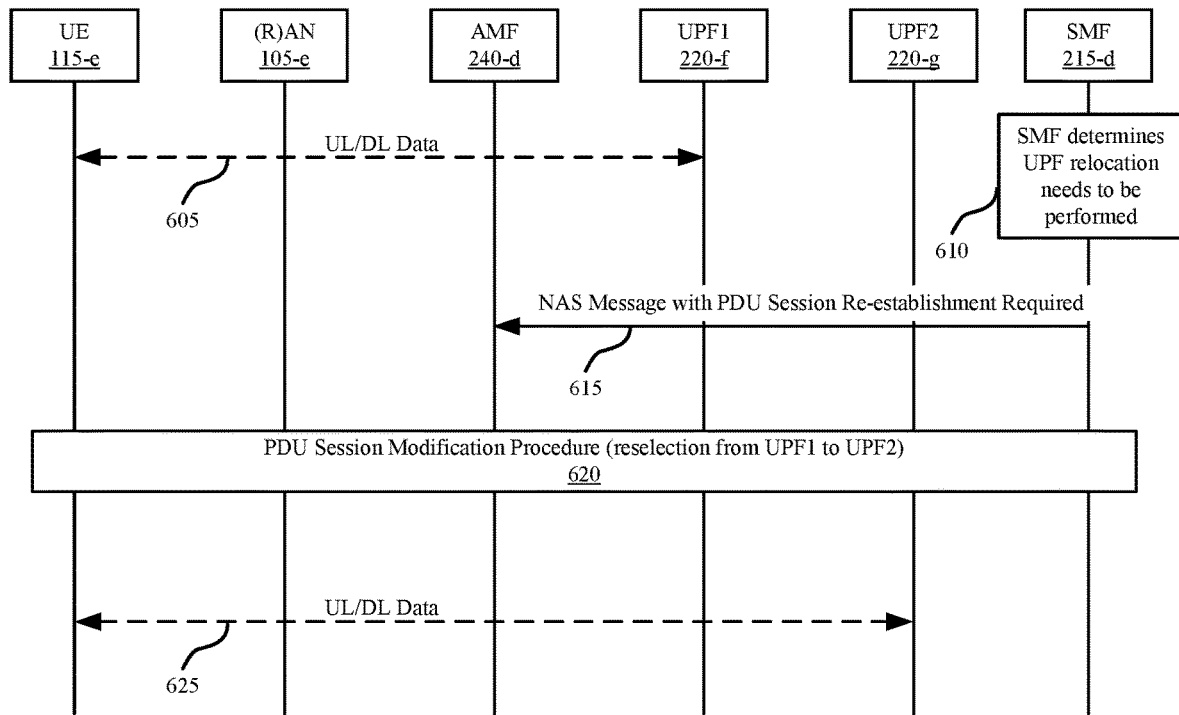 UE
115-e
(R)AN
105-e
AMF
240-d
UPF1
220-f
UPF2
220-g
SMF
215-d
UL/DL Data
605
SMF determines
UPF relocation
needs to be
performed
610
NAS Message with PDU Session Re-establishment Required
615
PDU Session Modification Procedure (reselection from UPF1 to UPF2)
620
UL/DL Data
625